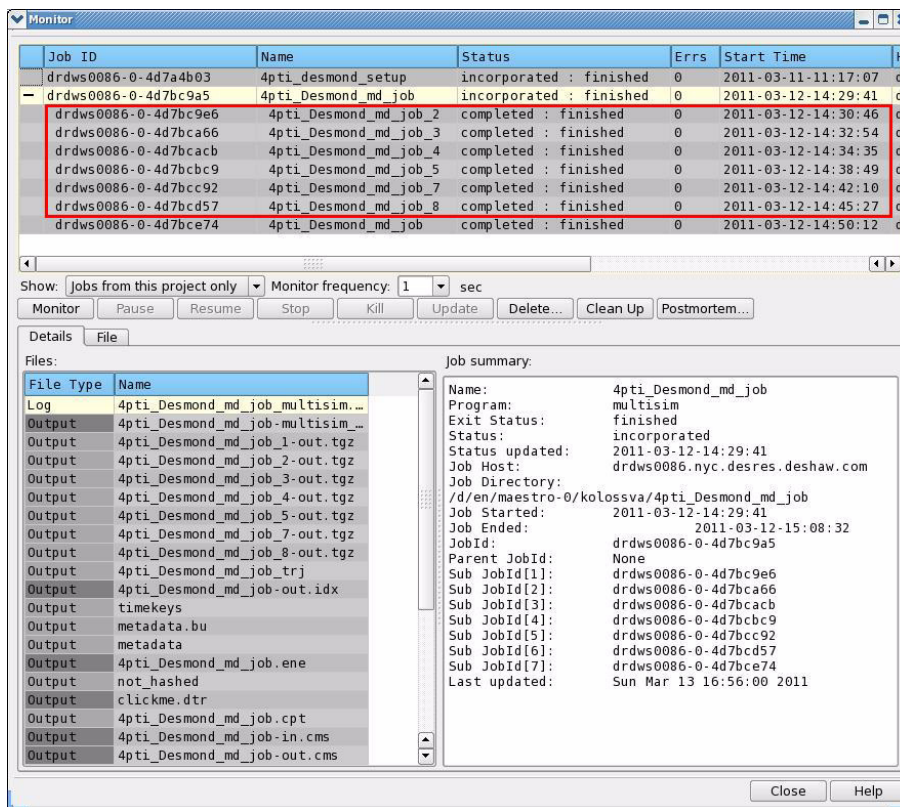 Monitor
Job ID Name Status Errs Start Time
drdws0086-0-4d7a4b03 4pti_desmond_setup incorporated : finished 0 2011-03-11-11:17:07
drdws0086-0-4d7bc9a5 4pti_Desmond_md_job incorporated : finished 0 2011-03-12-14:29:41
drdws0086-0-4d7bc9e6 4pti_Desmond_md_job_2 completed : finished 0 2011-03-12-14:30:46
drdws0086-0-4d7bca66 4pti_Desmond_md_job_3 completed : finished 0 2011-03-12-14:32:54
drdws0086-0-4d7bcacb 4pti_Desmond_md_job_4 completed : finished 0 2011-03-12-14:34:35
drdws0086-0-4d7bcbc9 4pti_Desmond_md_job_5 completed : finished 0 2011-03-12-14:38:49
drdws0086-0-4d7bcc92 4pti_Desmond_md_job_7 completed : finished 0 2011-03-12-14:42:10
drdws0086-0-4d7bcd57 4pti_Desmond_md_job_8 completed : finished 0 2011-03-12-14:45:27
drdws0086-0-4d7bce74 4pti_Desmond_md_job completed : finished 0 2011-03-12-14:50:12
Show: Jobs from this project only Monitor frequency: 1 sec
Monitor Pause Resume Stop Kill Update Delete... Clean Up Postmortem...
Details File
Files:
File Type Name
Log 4pti_Desmond_md_job_multisim....
Output 4pti_Desmond_md_job-multisim_...
Output 4pti_Desmond_md_job_1-out.tgz
Output 4pti_Desmond_md_job_2-out.tgz
Output 4pti_Desmond_md_job_3-out.tgz
Output 4pti_Desmond_md_job_4-out.tgz
Output 4pti_Desmond_md_job_5-out.tgz
Output 4pti_Desmond_md_job_7-out.tgz
Output 4pti_Desmond_md_job_8-out.tgz
Output 4pti_Desmond_md_job_trj
Output 4pti_Desmond_md_job-out.idx
Output timekeys
Output metadata.bu
Output metadata
Output 4pti_Desmond_md_job.ene
Output not_hashed
Output clickme.dtr
Output 4pti_Desmond_md_job.cpt
Output 4pti_Desmond_md_job-in.cms
Output 4pti_Desmond_md_job-out.cms
Job summary:
Name: 4pti_Desmond_md_job
Program: multisim
Exit Status: finished
Status: incorporated
Status updated: 2011-03-12-14:29:41
Job Host: drdws0086.nyc.desres.deshaw.com
Job Directory:
/d/en/maestro-0/kolossva/4pti_Desmond_md_job
Job Started: 2011-03-12-14:29:41
Job Ended: 2011-03-12-15:08:32
JobId: drdws0086-0-4d7bc9a5
Parent JobId: None
Sub JobId[1]: drdws0086-0-4d7bc9e6
Sub JobId[2]: drdws0086-0-4d7bca66
Sub JobId[3]: drdws0086-0-4d7bcacb
Sub JobId[4]: drdws0086-0-4d7bcbc9
Sub JobId[5]: drdws0086-0-4d7bcc92
Sub JobId[6]: drdws0086-0-4d7bcd57
Sub JobId[7]: drdws0086-0-4d7bce74
Last updated: Sun Mar 13 16:56:00 2011
Close Help